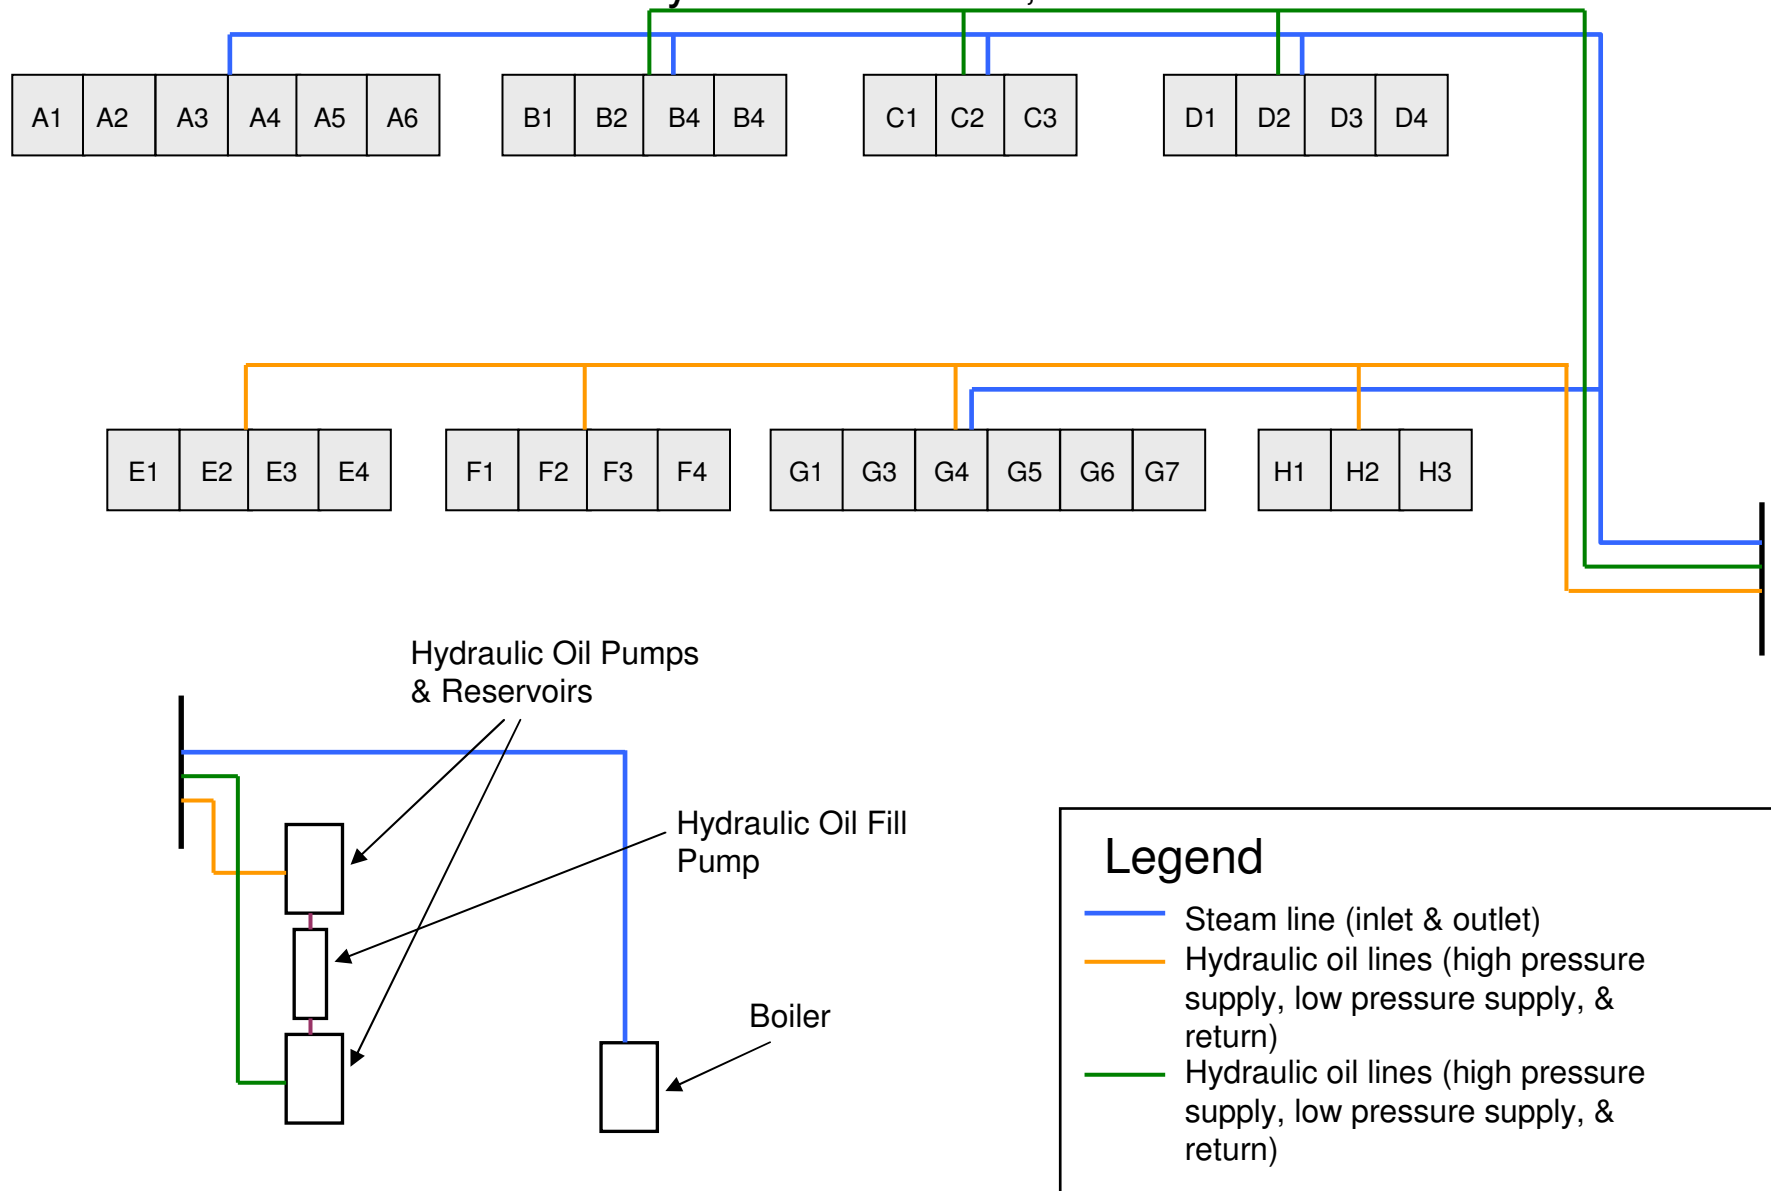 A1 A2 A3 A4 A5 A6 B1 B2 B4 B4 C1 C2 C3 D1 D2 D3 D4
E1 E2 E3 E4 F1 F2 F3 F4 G1 G3 G4 G5 G6 G7 H1 H2 H3
Hydraulic Oil Pumps
& Reservoirs
Hydraulic Oil Fill
Pump
Boiler
Legend
Steam line (inlet & outlet)
Hydraulic oil lines (high pressure
supply, low pressure supply, &
return)
Hydraulic oil lines (high pressure
supply, low pressure supply, &
return)